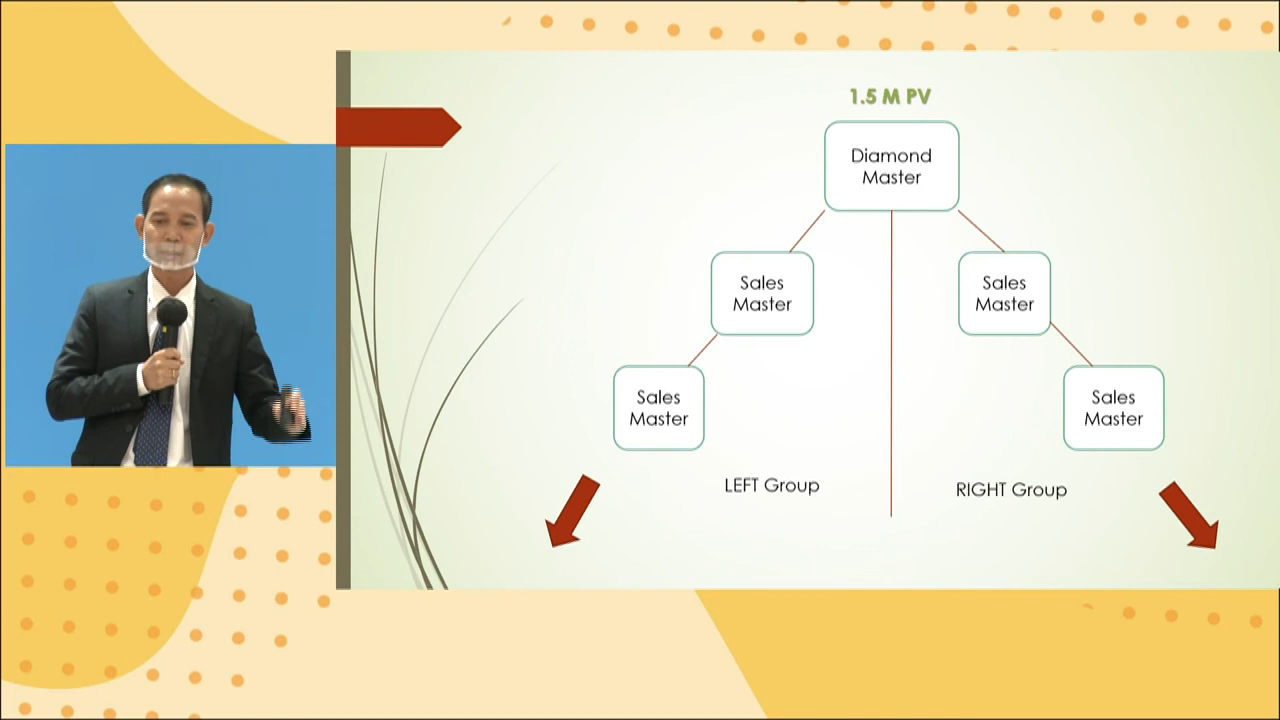 1.5 M PV
Diamond
Master
Sales
Master
Sales
Master
Sales
Master
Sales
Master
LEFT Group
RIGHT Group